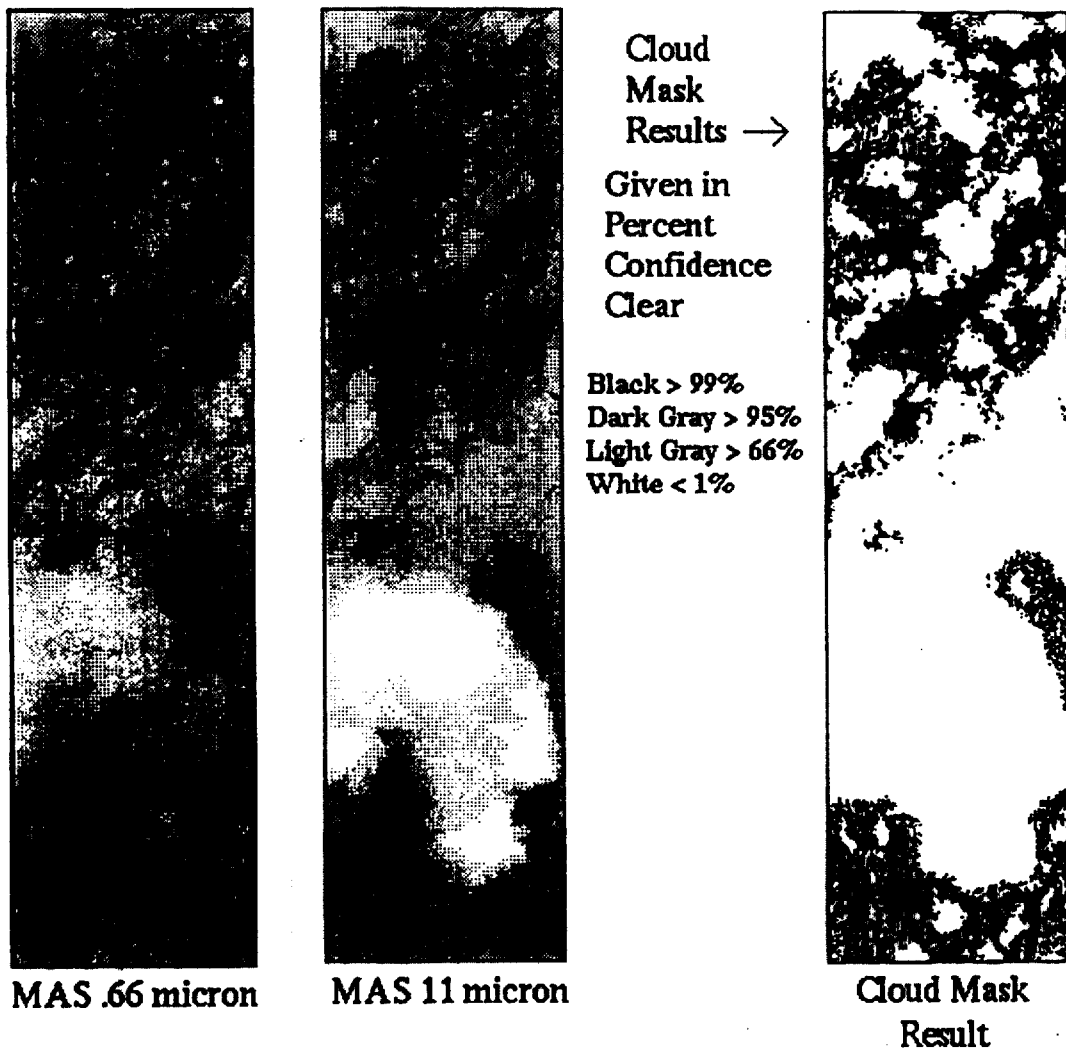 Cloud
Mask
Results →
Given in
Percent
Confidence
Clear
Black > 99%
Dark Gray > 95%
Light Gray > 66%
White < 1%
MAS .66 micron
MAS 11 micron
Cloud Mask
Result